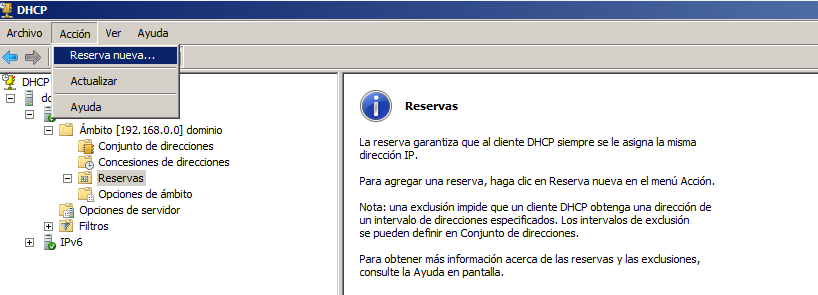 DHCP
Archivo Acción Ver Ayuda
Reserva nueva...
Actualizar
Ayuda
DHCP
Ámbito [192.168.0.0] dominio
Conjunto de direcciones
Concesiones de direcciones
Reservas
Opciones de ámbito
Opciones de servidor
Filtros
IPv6
Reservas
La reserva garantiza que al cliente DHCP siempre se le asigna la misma
dirección IP.
Para agregar una reserva, haga clic en Reserva nueva en el menú Acción.
Nota: una exclusión impide que un cliente DHCP obtenga una dirección de
un intervalo de direcciones especificados. Los intervalos de exclusión
se pueden definir en Conjunto de direcciones.
Para obtener más información acerca de las reservas y las exclusiones,
consulte la Ayuda en pantalla.